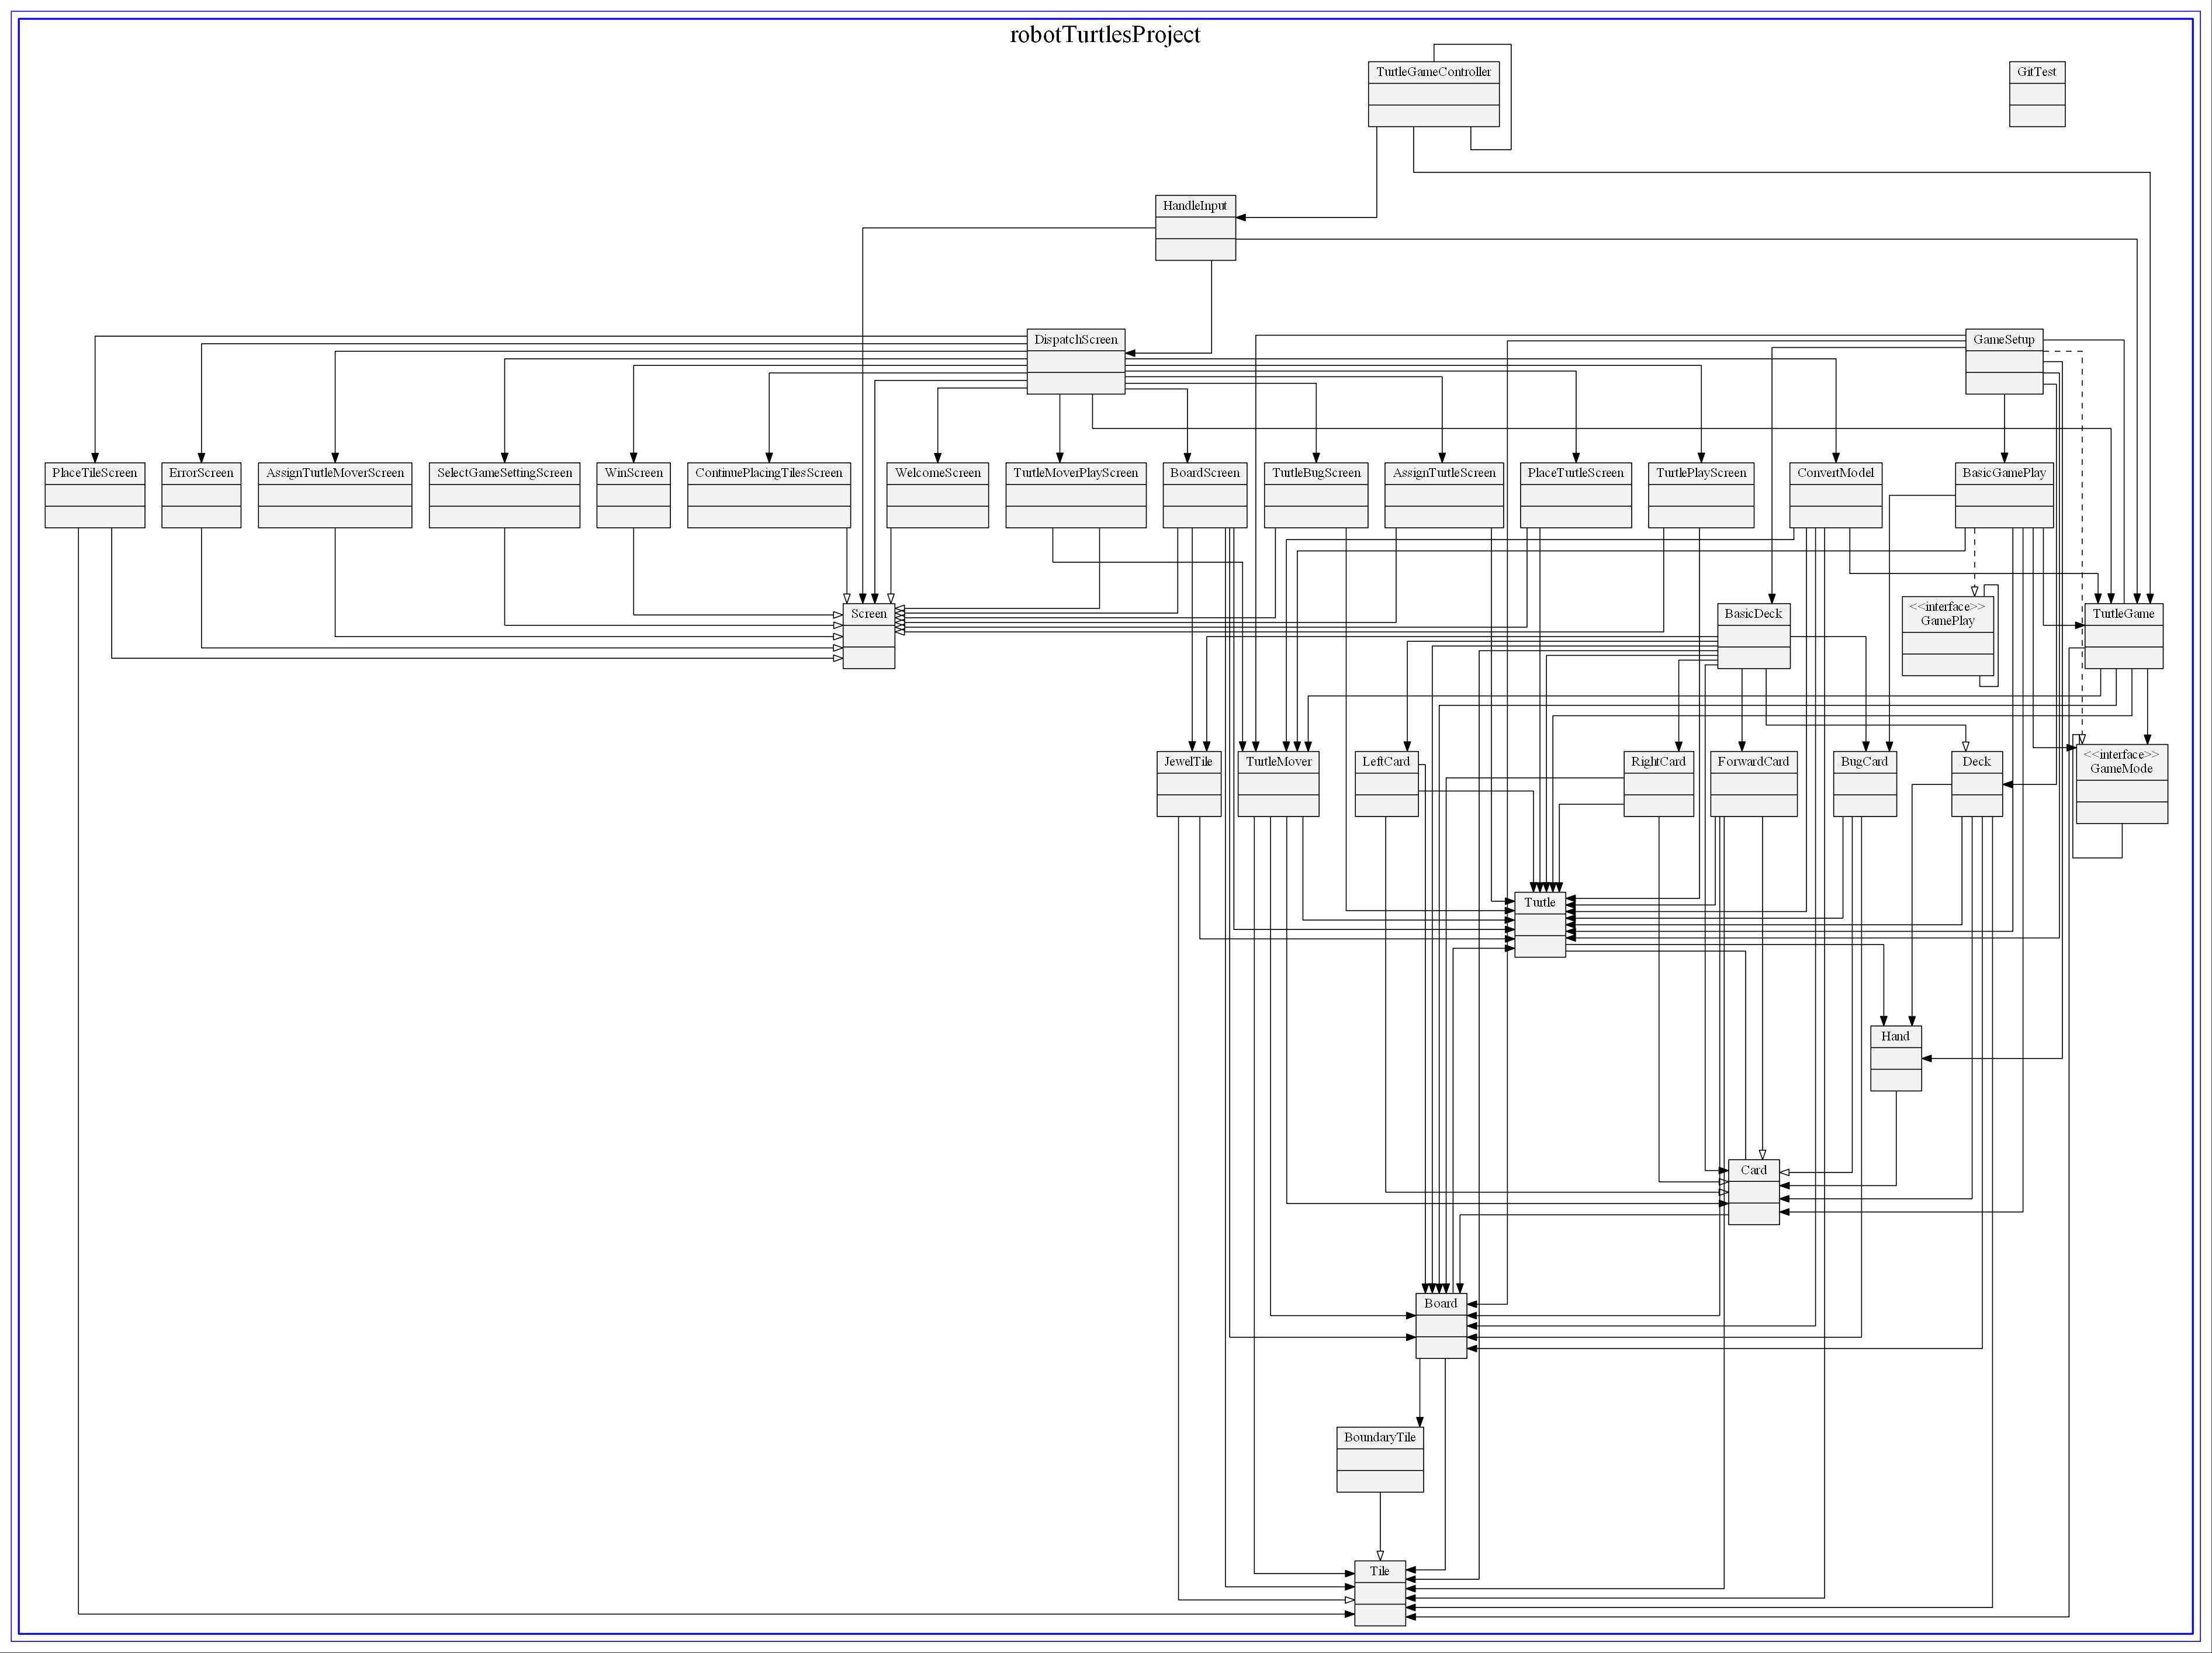 robotTurtlesProject
TurtleGameController
GitTest
HandleInput
DispatchScreen
GameSetup
PlaceTileScreen
ErrorScreen
AssignTurtleMoverScreen
SelectGameSettingScreen
WinScreen
ContinuePlacingTilesScreen
WelcomeScreen
TurtleMoverPlayScreen
BoardScreen
TurtleBugScreen
AssignTurtleScreen
PlaceTurtleScreen
TurtlePlayScreen
ConvertModel
BasicGamePlay
Screen
BasicDeck
<<interface>>
GamePlay
TurtleGame
JewelTile
TurtleMover
LeftCard
RightCard
ForwardCard
BugCard
Deck
<<interface>>
GameMode
Turtle
Hand
Card
Board
BoundaryTile
Tile